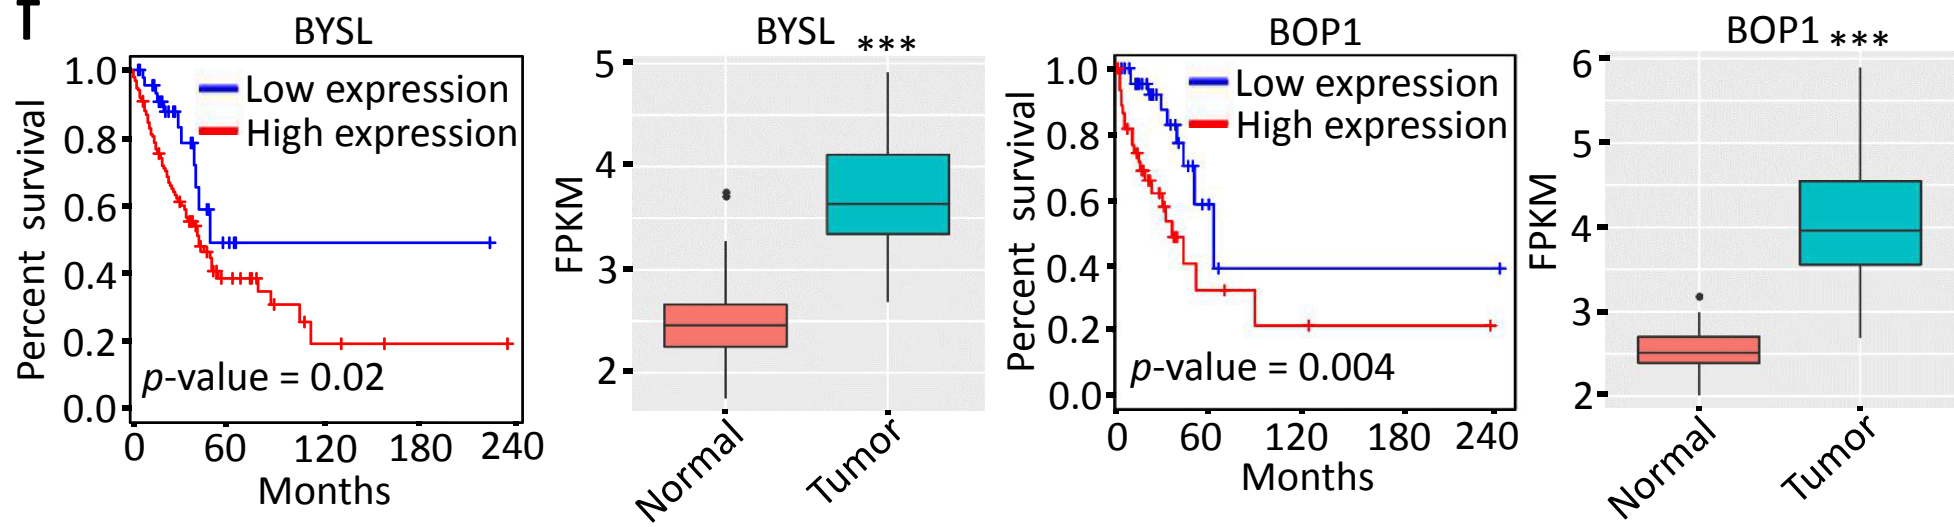 T
BYSL
1.0
0.8
0.6
0.4
0.2
0.0
Percent survival
Low expression
High expression
p-value = 0.02
0 60 120 180 240
Months
BYSL ***
5
4
3
2
FPKM
Normal
Tumor
BOP1
1.0
0.8
0.6
0.4
0.2
0.0
Percent survival
Low expression
High expression
p-value = 0.004
0 60 120 180 240
Months
BOP1 ***
6
5
4
3
2
FPKM
Normal
Tumor